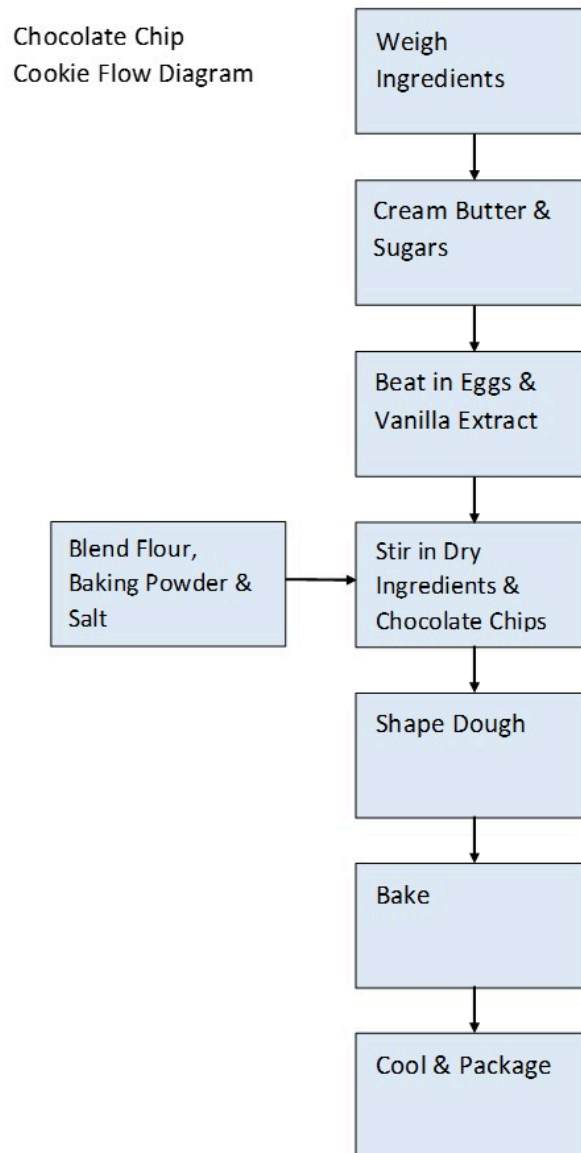 Chocolate Chip
Cookie Flow Diagram
Weigh
Ingredients
Cream Butter &
Sugars
Beat in Eggs &
Vanilla Extract
Blend Flour,
Baking Powder &
Salt
Stir in Dry
Ingredients &
Chocolate Chips
Shape Dough
Bake
Cool & Package